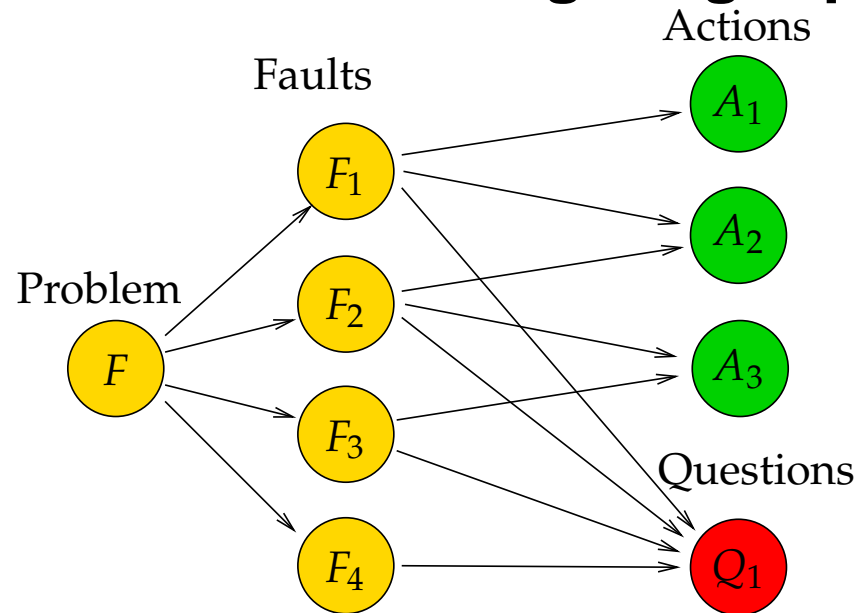 Actions
Faults
A₁
F₁
A₂
Problem
F₂
F
A₃
F₃
Questions
F₄
Q₁